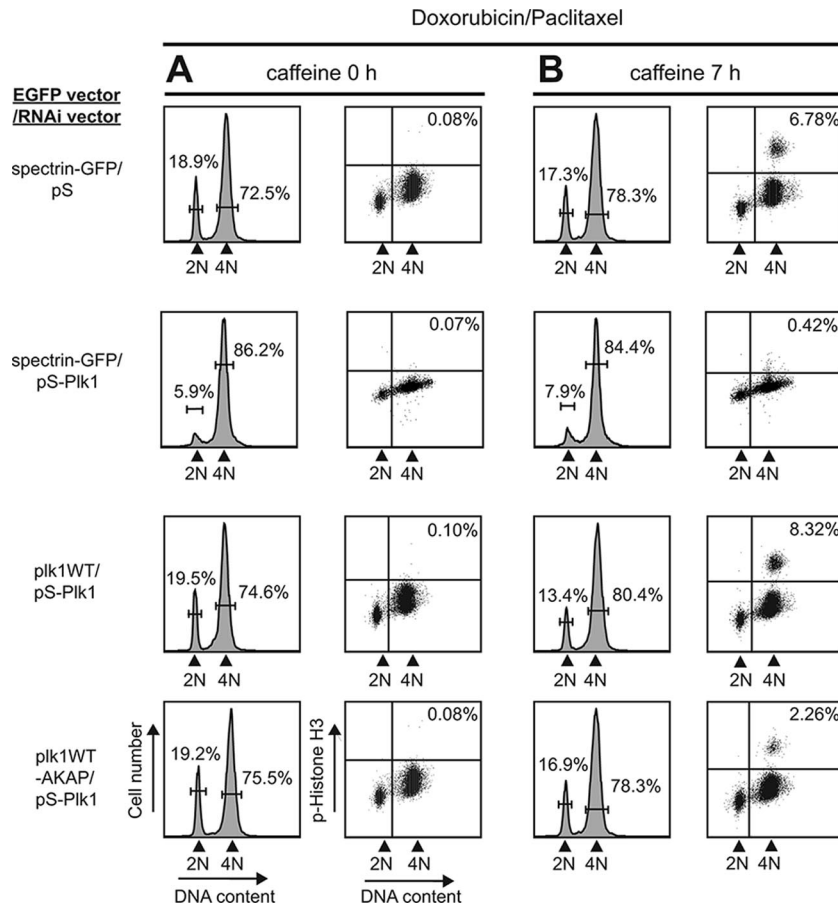 Doxorubicin/Paclitaxel
A
caffeine 0 h
B
caffeine 7 h
EGFP vector
/RNAi vector
spectrin-GFP/
pS
18.9%
72.5%
2N 4N
0.08%
2N 4N
17.3%
78.3%
2N 4N
6.78%
2N 4N
spectrin-GFP/
pS-Plk1
5.9%
86.2%
2N 4N
0.07%
2N 4N
7.9%
84.4%
2N 4N
0.42%
2N 4N
plk1WT/
pS-Plk1
19.5%
74.6%
2N 4N
0.10%
2N 4N
13.4%
80.4%
2N 4N
8.32%
2N 4N
plk1WT
-AKAP/
pS-Plk1
Cell number
19.2%
75.5%
2N 4N
DNA content
p-Histone H3
0.08%
2N 4N
DNA content
16.9%
78.3%
2N 4N
2.26%
2N 4N